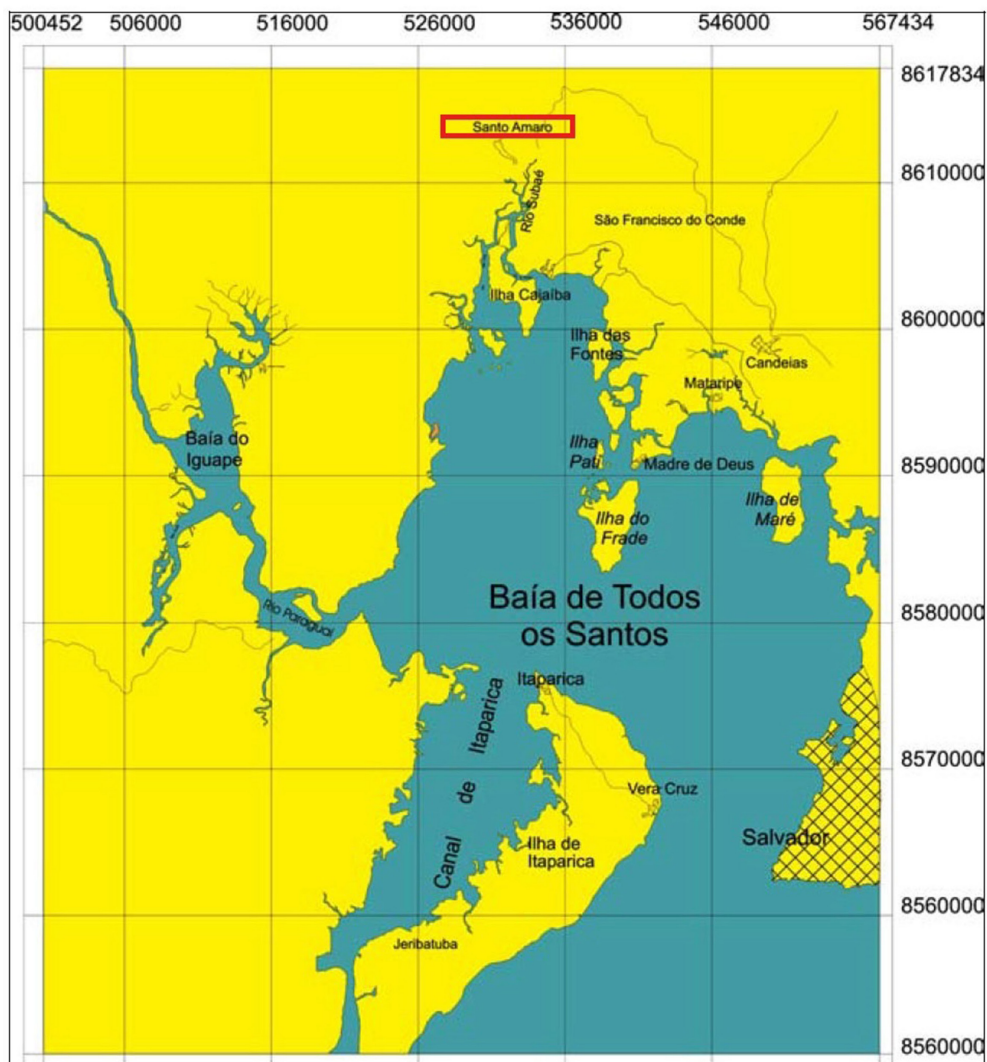 500452 506000 516000 526000 536000 546000 567434
8617834
Santo Amaro
8610000
Rio Subaé
São Francisco do Conde
Ilha Cajaíba
8600000
Ilha das
Fontes
Candeias
Mataripe
Baía do
Iguape
Ilha
Pati
Madre de Deus
8590000
Ilha de
Maré
Ilha do
Frade
Baía de Todos
os Santos
Rio Paraguai
8580000
Itaparica
Canal de Itaparica
8570000
Vera Cruz
Salvador
Ilha de
Itaparica
8560000
Jeribatuba
8560000